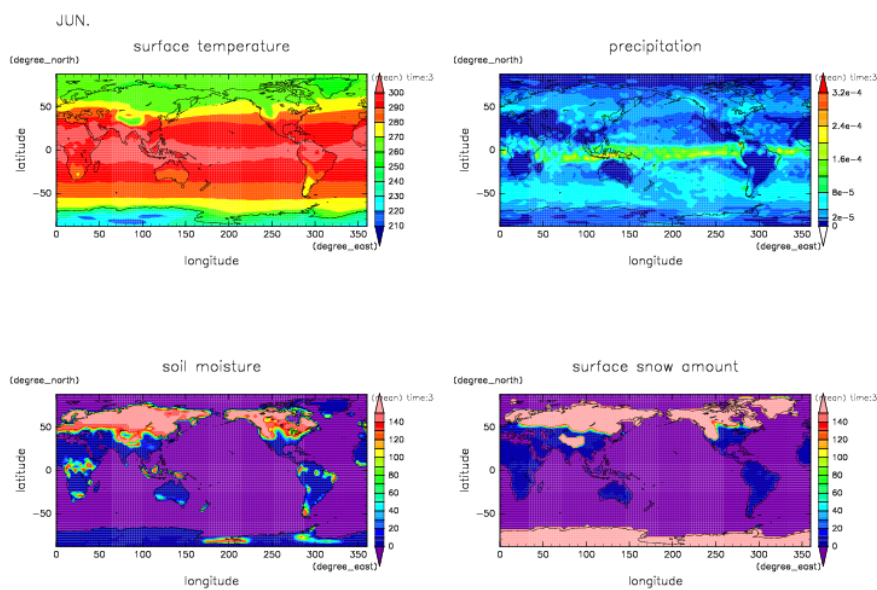 JUN.
surface temperature
(degree_north)
(mean) time:3
latitude
50
0
−50
300
290
280
270
260
250
240
230
220
210
0 50 100 150 200 250 300 350
(degree_east)
longitude
precipitation
(degree_north)
(mean) time:3
latitude
50
0
−50
3.2e−4
2.4e−4
1.6e−4
8e−5
2e−5
0
0 50 100 150 200 250 300 350
(degree_east)
longitude
soil moisture
(degree_north)
(mean) time:3
latitude
50
0
−50
140
120
100
80
60
40
20
0
0 50 100 150 200 250 300 350
(degree_east)
longitude
surface snow amount
(degree_north)
(mean) time:3
latitude
50
0
−50
140
120
100
80
60
40
20
0
0 50 100 150 200 250 300 350
(degree_east)
longitude